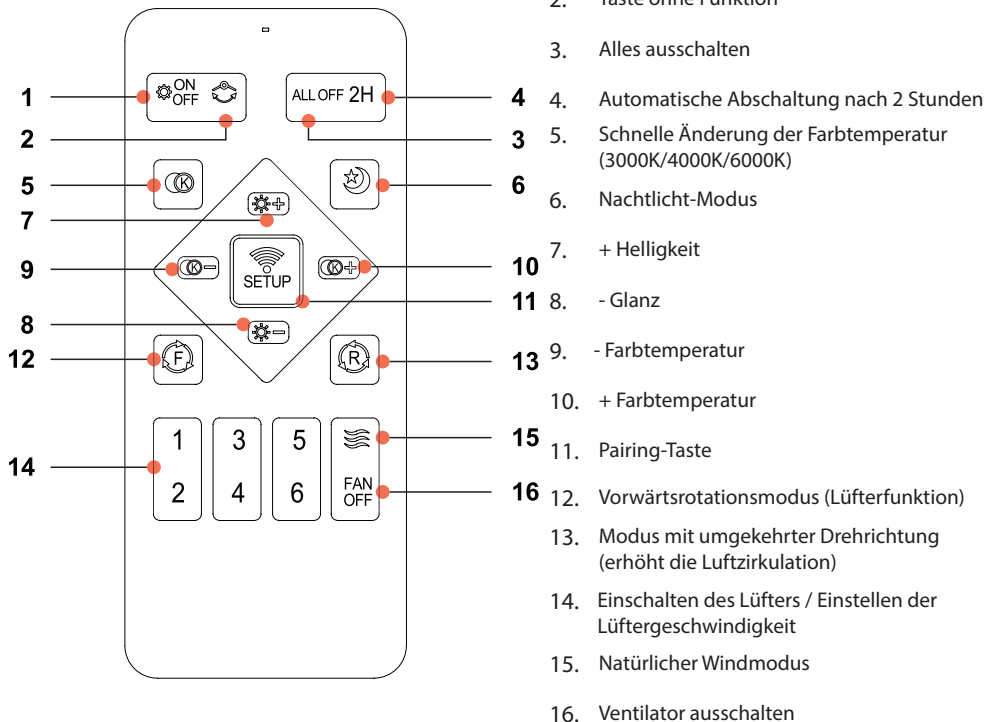 ON
OFF
ALL OFF 2H
1
2
4
3
5
K
6
7
9
K
SETUP
K
10
11
8
12
F
R
13
14
1
2
3
4
5
6
FAN
OFF
15
16
2. Taste ohne Funktion
3. Alles ausschalten
4. Automatische Abschaltung nach 2 Stunden
5. Schnelle Änderung der Farbtemperatur
(3000K/4000K/6000K)
6. Nachtlicht-Modus
7. + Helligkeit
8. - Glanz
9. - Farbtemperatur
10. + Farbtemperatur
11. Pairing-Taste
12. Vorwärtsrotationsmodus (Lüfterfunktion)
13. Modus mit umgekehrter Drehrichtung
(erhöht die Luftzirkulation)
14. Einschalten des Lüfters / Einstellen der
Lüftergeschwindigkeit
15. Natürlicher Windmodus
16. Ventilator ausschalten